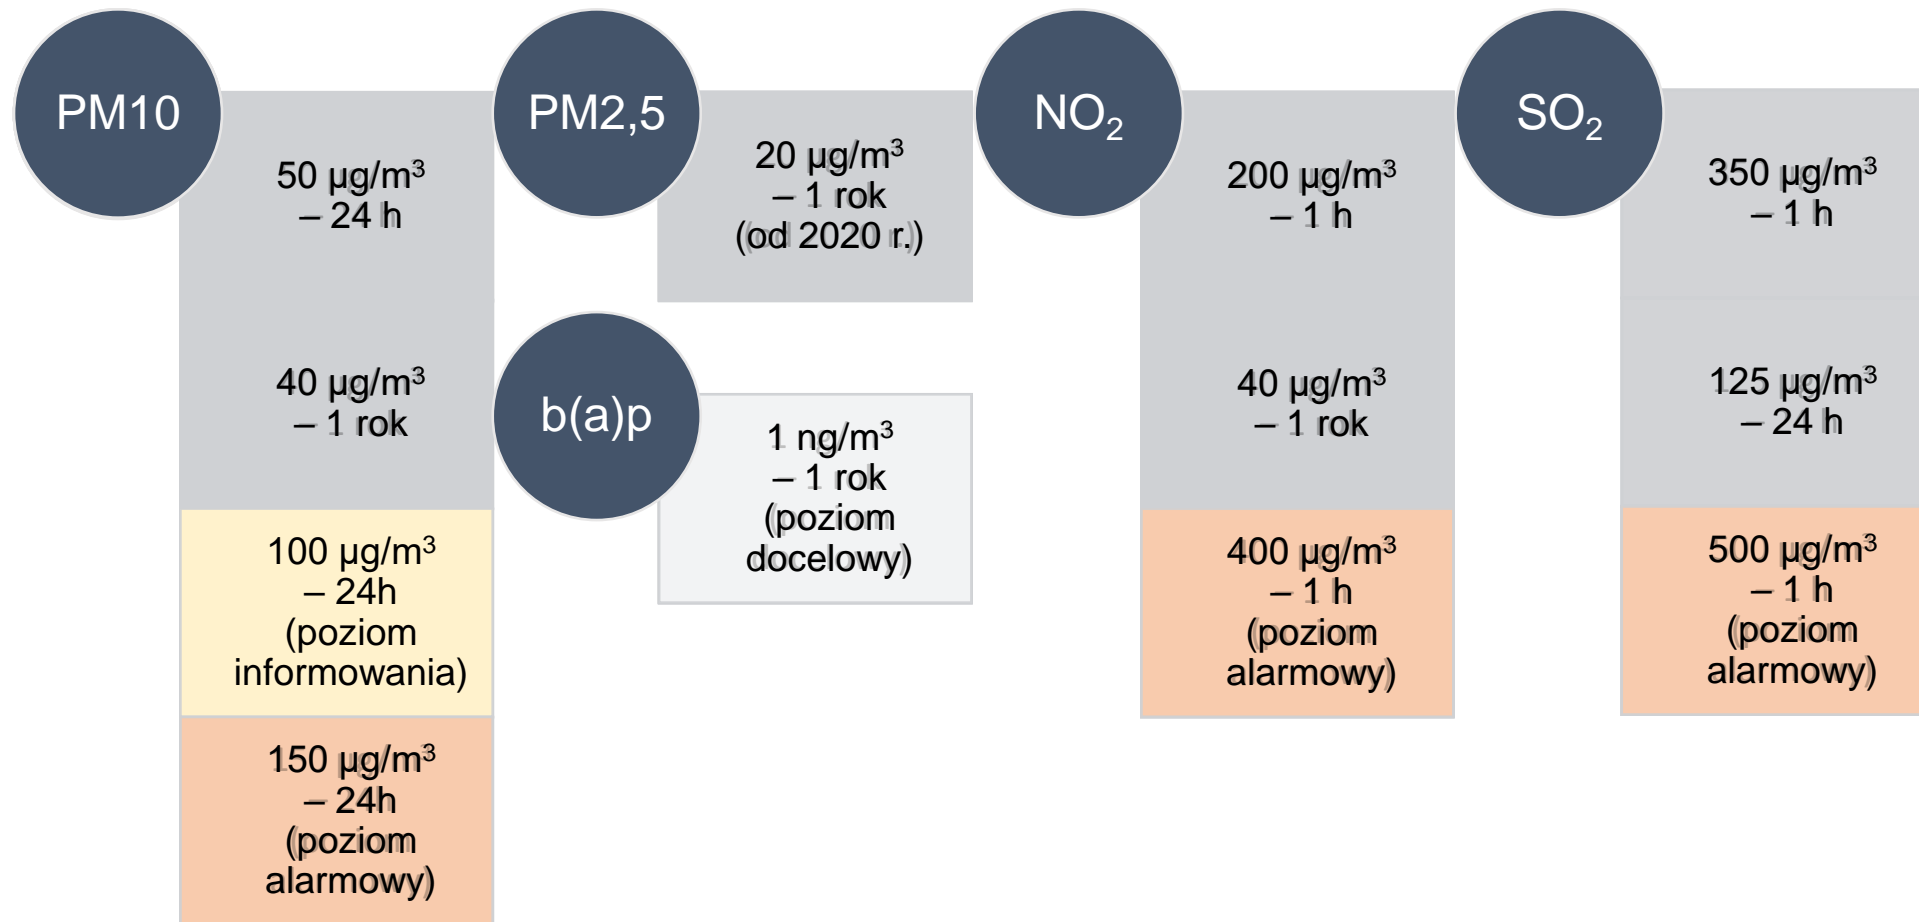 PM10
50 µg/m³
– 24 h
40 µg/m³
– 1 rok
100 µg/m³
– 24h
(poziom
informowania)
150 µg/m³
– 24h
(poziom
alarmowy)
PM2,5
20 µg/m³
– 1 rok
(od 2020 r.)
b(a)p
1 ng/m³
– 1 rok
(poziom
docelowy)
NO₂
200 µg/m³
– 1 h
40 µg/m³
– 1 rok
400 µg/m³
– 1 h
(poziom
alarmowy)
SO₂
350 µg/m³
– 1 h
125 µg/m³
– 24 h
500 µg/m³
– 1 h
(poziom
alarmowy)